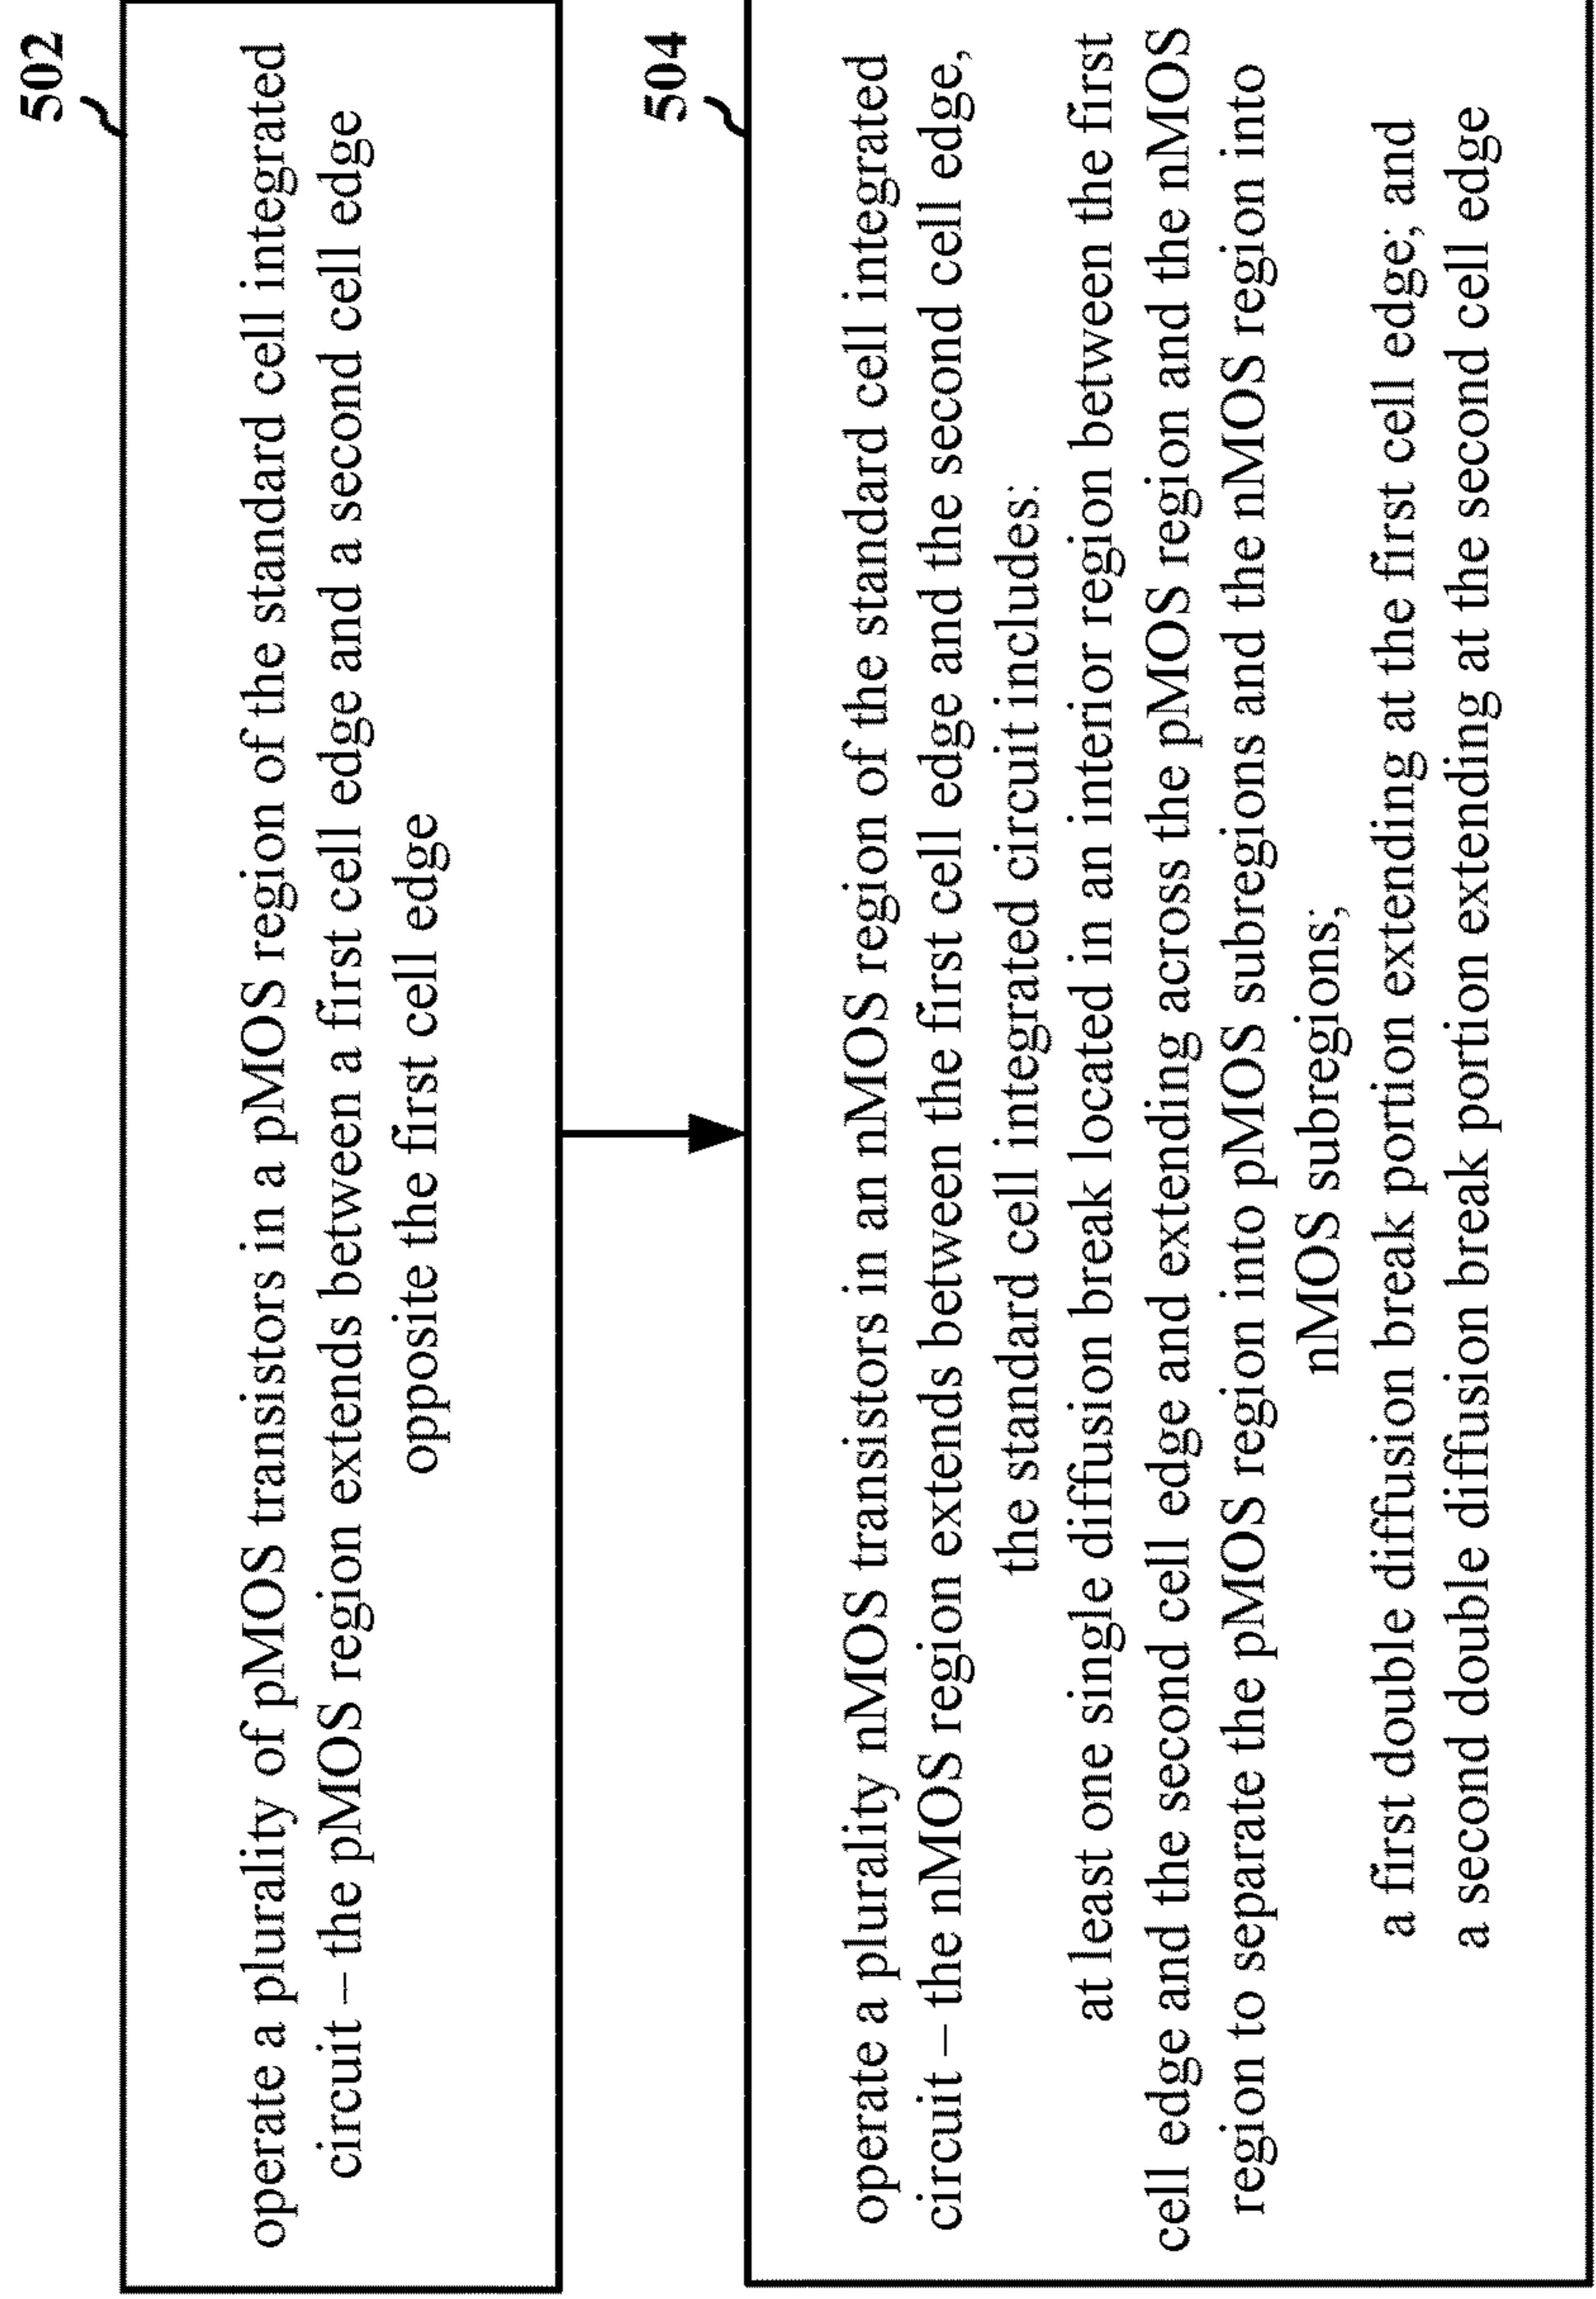 502
operate a plurality of pMOS transistors in a pMOS region of the standard cell integrated
circuit – the pMOS region extends between a first cell edge and a second cell edge
opposite the first cell edge
504
operate a plurality nMOS transistors in an nMOS region of the standard cell integrated
circuit – the nMOS region extends between the first cell edge and the second cell edge,
the standard cell integrated circuit includes:
at least one single diffusion break located in an interior region between the first
cell edge and the second cell edge and extending across the pMOS region and the nMOS
region to separate the pMOS region into pMOS subregions and the nMOS region into
nMOS subregions;
a first double diffusion break portion extending at the first cell edge; and
a second double diffusion break portion extending at the second cell edge